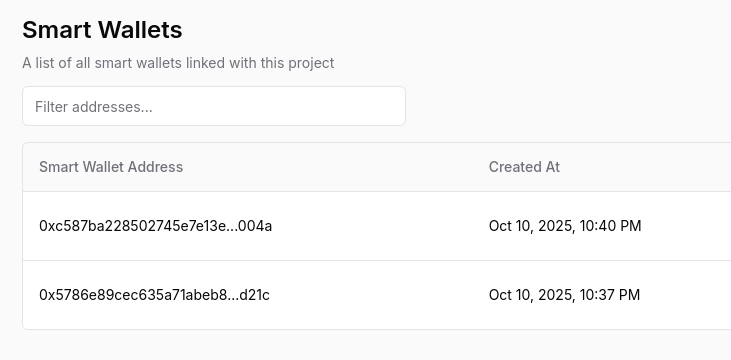 Smart Wallets
A list of all smart wallets linked with this project
Filter addresses...
Smart Wallet Address Created At
0xc587ba228502745e7e13e...004a Oct 10, 2025, 10:40 PM
0x5786e89cec635a71abeb8...d21c Oct 10, 2025, 10:37 PM